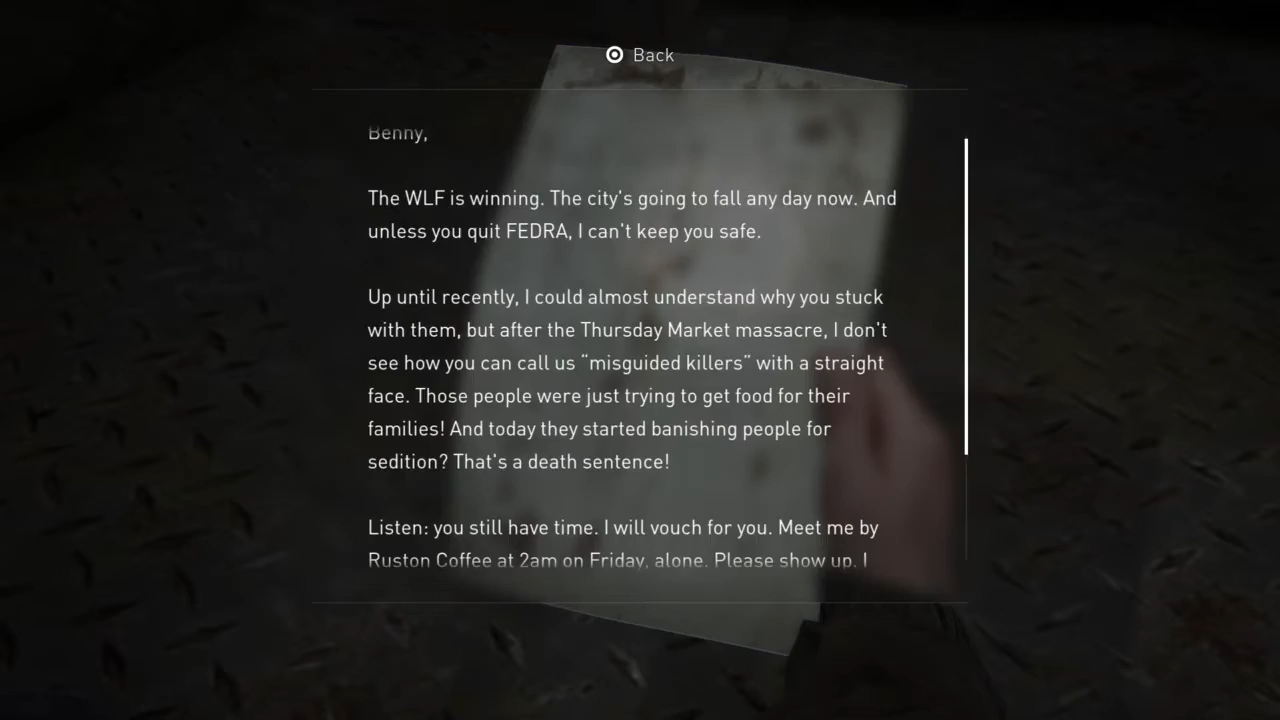 Back
Benny,
The WLF is winning. The city's going to fall any day now. And
unless you quit FEDRA, I can't keep you safe.
Up until recently, I could almost understand why you stuck
with them, but after the Thursday Market massacre, I don't
see how you can call us “misguided killers” with a straight
face. Those people were just trying to get food for their
families! And today they started banishing people for
sedition? That's a death sentence!
Listen: you still have time. I will vouch for you. Meet me by
Ruston Coffee at 2am on Friday, alone. Please show up. I